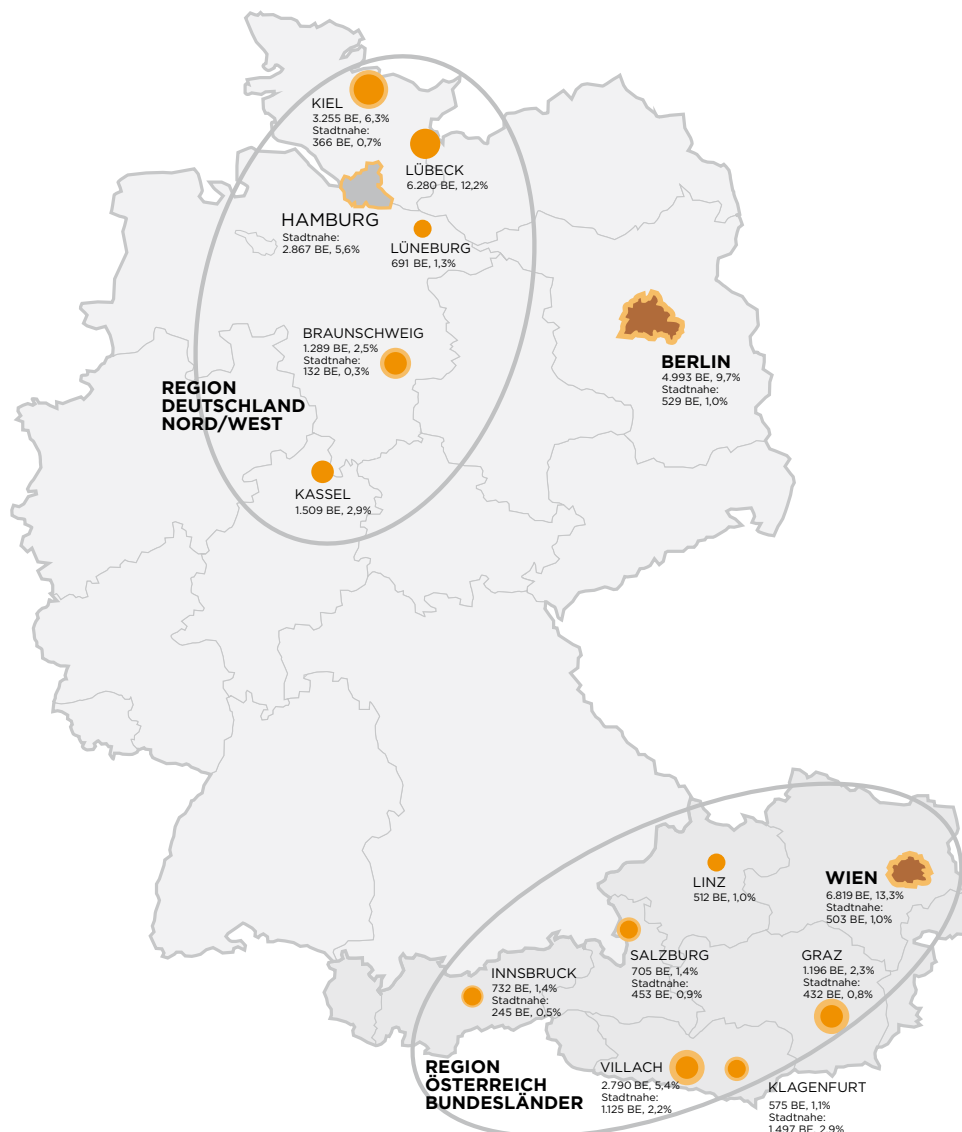 KIEL
3.255 BE, 6,3%
Stadtnahe:
366 BE, 0,7%
LÜBECK
6.280 BE, 12,2%
HAMBURG
Stadtnahe:
2.867 BE, 5,6%
LÜNEBURG
691 BE, 1,3%
BRAUNSCHWEIG
1.289 BE, 2,5%
Stadtnahe:
132 BE, 0,3%
BERLIN
4.993 BE, 9,7%
Stadtnahe:
529 BE, 1,0%
REGION
DEUTSCHLAND
NORD/WEST
KASSEL
1.509 BE, 2,9%
LINZ
512 BE, 1,0%
WIEN
6.819 BE, 13,3%
Stadtnahe:
503 BE, 1,0%
SALZBURG
705 BE, 1,4%
Stadtnahe:
453 BE, 0,9%
GRAZ
1.196 BE, 2,3%
Stadtnahe:
432 BE, 0,8%
INNSBRUCK
732 BE, 1,4%
Stadtnahe:
245 BE, 0,5%
REGION
ÖSTERREICH
BUNDESLÄNDER
VILLACH
2.790 BE, 5,4%
Stadtnahe:
1.125 BE, 2,2%
KLAGENFURT
575 BE, 1,1%
Stadtnahe:
1.497 BE, 2,9%